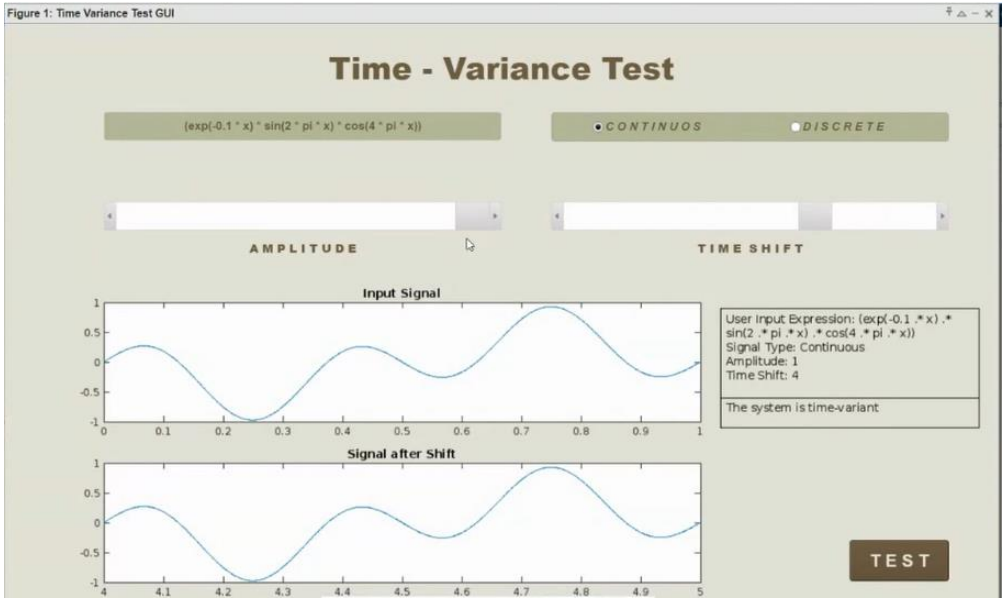 Figure 1: Time Variance Test GUI
Time - Variance Test
(exp(-0.1 * x) * sin(2 * pi * x) * cos(4 * pi * x))
CONTINUOS
DISCRETE
AMPLITUDE
TIME SHIFT
Input Signal
1
0.5
0
-0.5
-1
0 0.1 0.2 0.3 0.4 0.5 0.6 0.7 0.8 0.9 1
User Input Expression: (exp(-0.1 .* x) .*
sin(2 .* pi .* x) .* cos(4 .* pi .* x))
Signal Type: Continuous
Amplitude: 1
Time Shift: 4
The system is time-variant
Signal after Shift
1
0.5
0
-0.5
-1
4 4.1 4.2 4.3 4.4 4.5 4.6 4.7 4.8 4.9 5
TEST